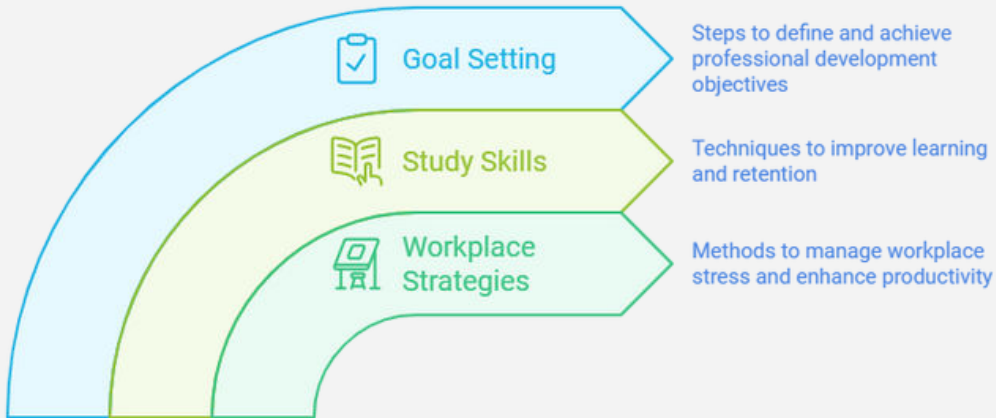 Goal Setting
Steps to define and achieve
professional development
objectives
Study Skills
Techniques to improve learning
and retention
Workplace
Strategies
Methods to manage workplace
stress and enhance productivity